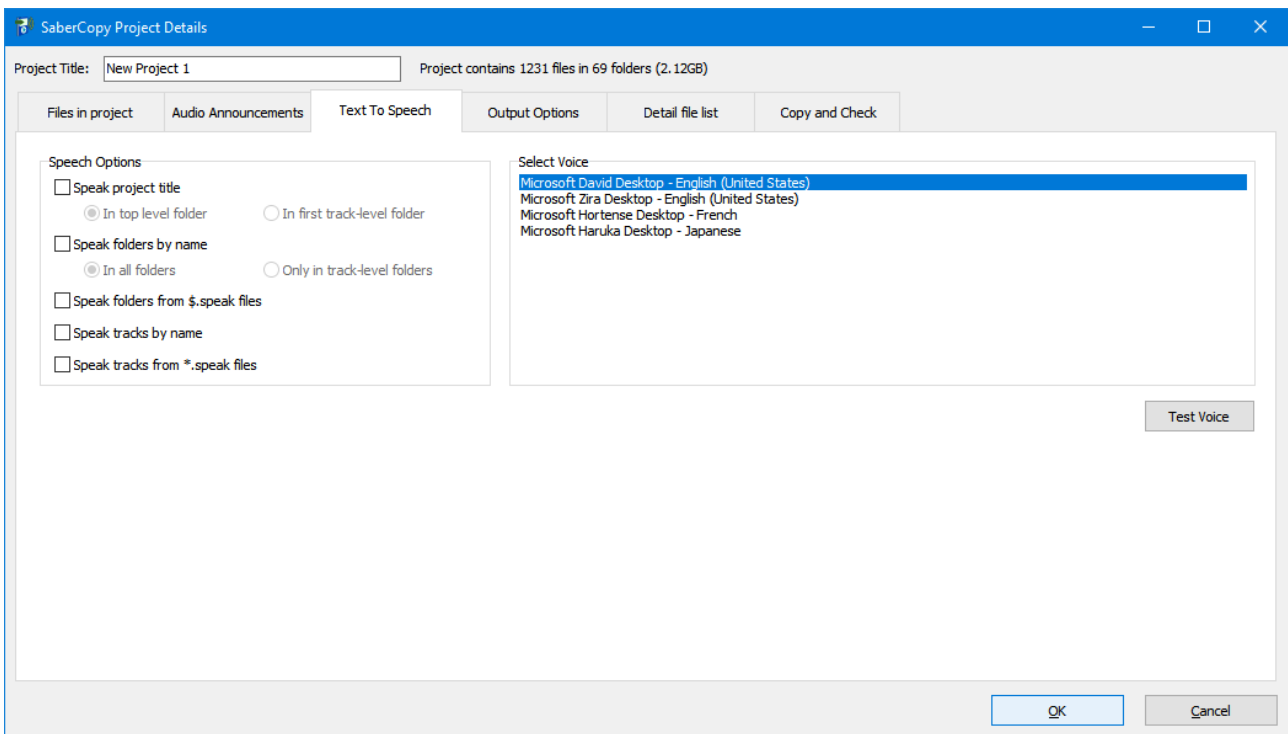 SaberCopy Project Details
Project Title: New Project 1 Project contains 1231 files in 69 folders (2.12GB)
Files in project Audio Announcements Text To Speech Output Options Detail file list Copy and Check
Speech Options
Speak project title
In top level folder In first track-level folder
Speak folders by name
In all folders Only in track-level folders
Speak folders from $.speak files
Speak tracks by name
Speak tracks from *.speak files
Select Voice
Microsoft David Desktop - English (United States)
Microsoft Zira Desktop - English (United States)
Microsoft Hortense Desktop - French
Microsoft Haruka Desktop - Japanese
Test Voice
OK Cancel